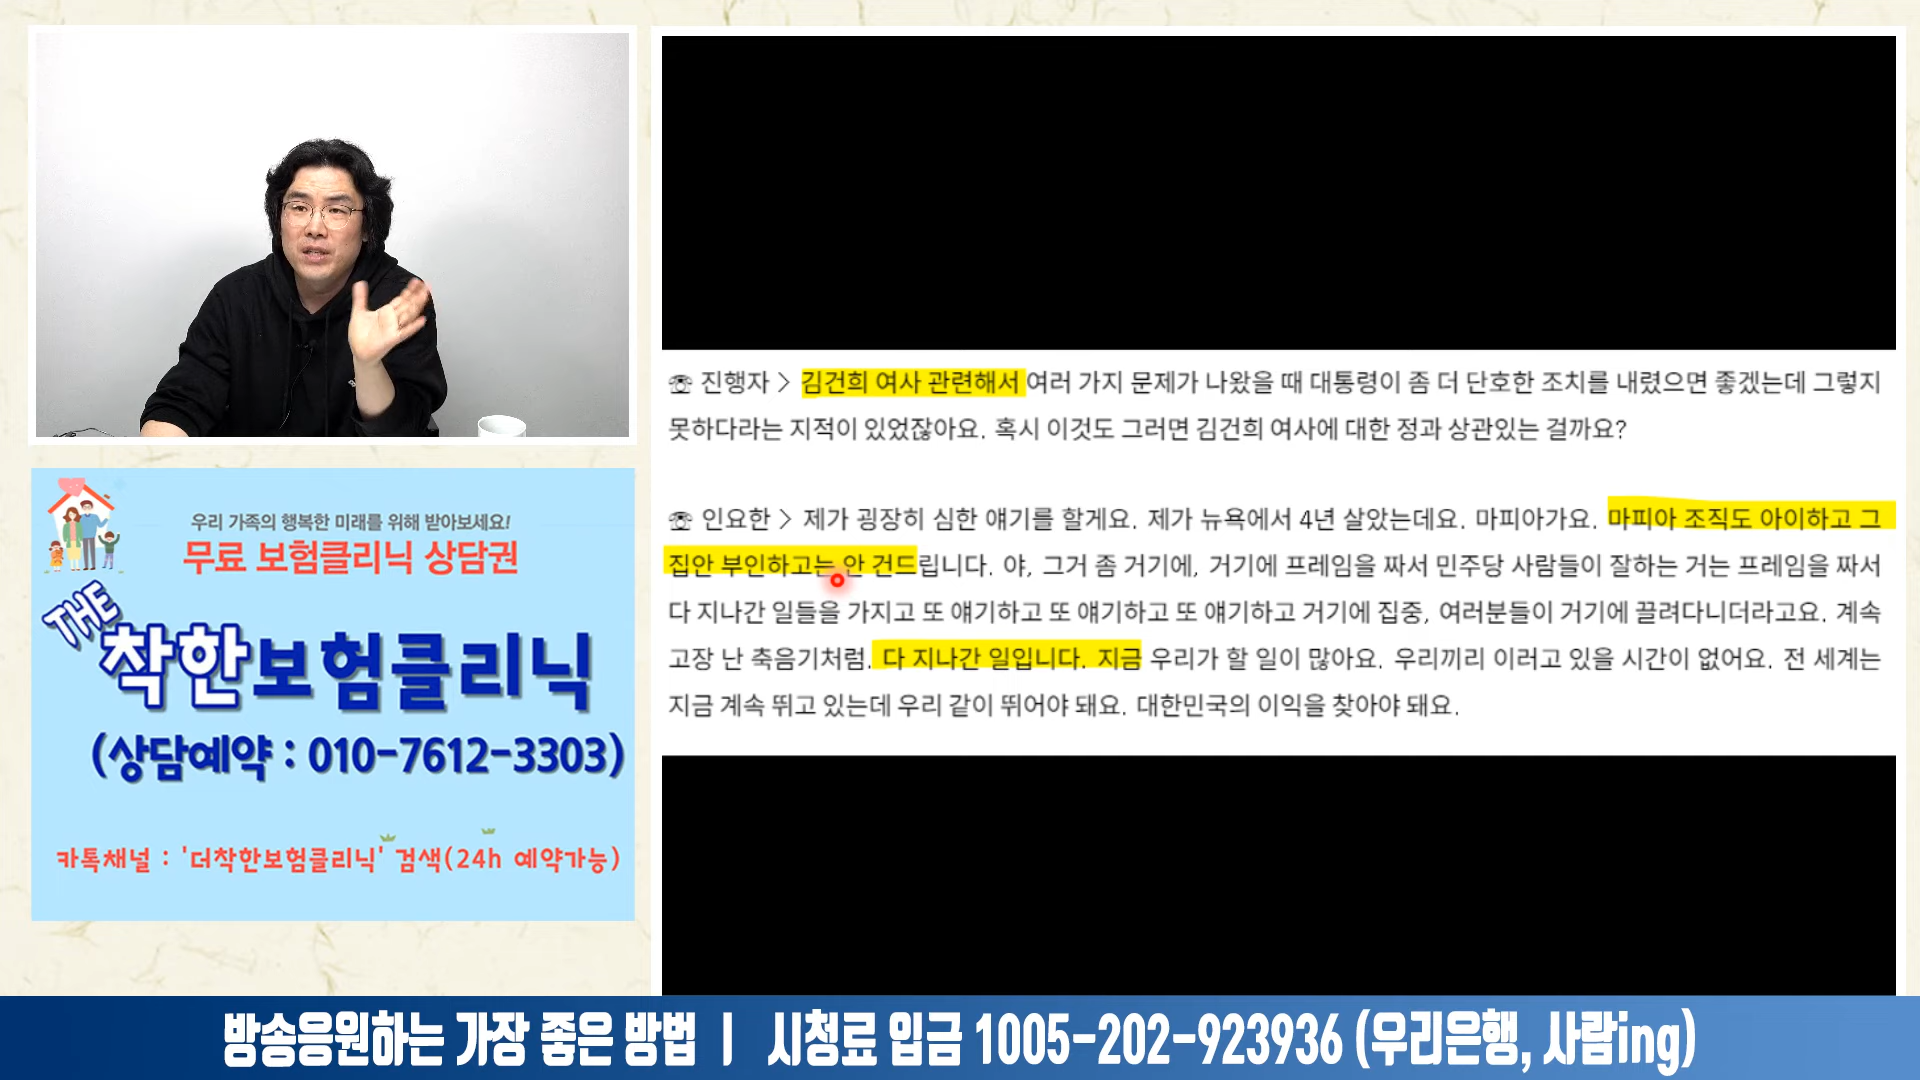 우리 가족의 행복한 미래를 위해 받아보세요!
무료 보험클리닉 상담권
THE
착한보험클리닉
(상담예약 : 010-7612-3303)
카톡채널 : '더착한보험클리닉' 검색(24h 예약가능)
☎ 진행자 > 김건희 여사 관련해서 여러 가지 문제가 나왔을 때 대통령이 좀 더 단호한 조치를 내렸으면 좋겠는데 그렇지
못하다라는 지적이 있었잖아요. 혹시 이것도 그러면 김건희 여사에 대한 정과 상관있는 걸까요?
☎ 인요한 > 제가 굉장히 심한 얘기를 할게요. 제가 뉴욕에서 4년 살았는데요. 마피아가요. 마피아 조직도 아이하고 그
집안 부인하고는 안 건드립니다. 야, 그거 좀 거기에, 거기에 프레임을 짜서 민주당 사람들이 잘하는 거는 프레임을 짜서
다 지나간 일들을 가지고 또 얘기하고 또 얘기하고 또 얘기하고 거기에 집중, 여러분들이 거기에 끌려다니더라고요. 계속
고장 난 축음기처럼. 다 지나간 일입니다. 지금 우리가 할 일이 많아요. 우리끼리 이러고 있을 시간이 없어요. 전 세계는
지금 계속 뛰고 있는데 우리 같이 뛰어야 돼요. 대한민국의 이익을 찾아야 돼요.
방송응원하는 가장 좋은 방법 | 시청료 입금 1005-202-923936 (우리은행, 사람ing)